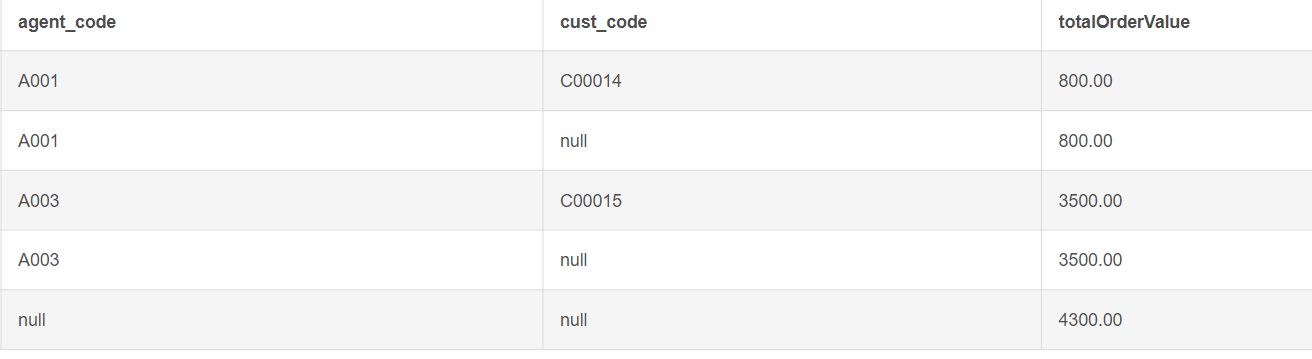 agent_code cust_code totalOrderValue
A001 C00014 800.00
A001 null 800.00
A003 C00015 3500.00
A003 null 3500.00
null null 4300.00